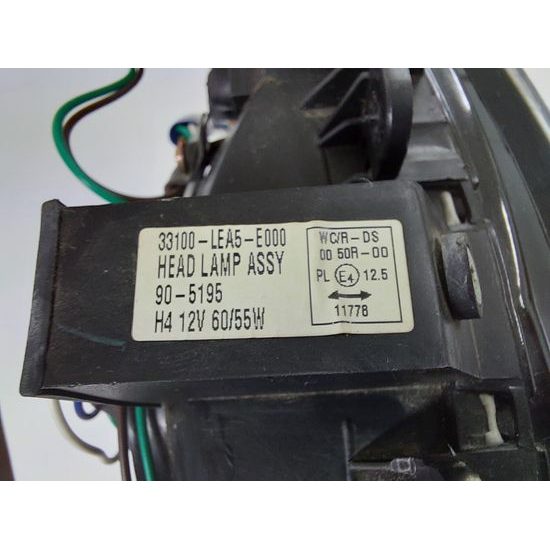 33100-LEA5-E000
HEAD LAMP ASSY
90-5195
H4 12V 60/55W
WC/R-DS
00 50R-00
PL E4 12.5
11778